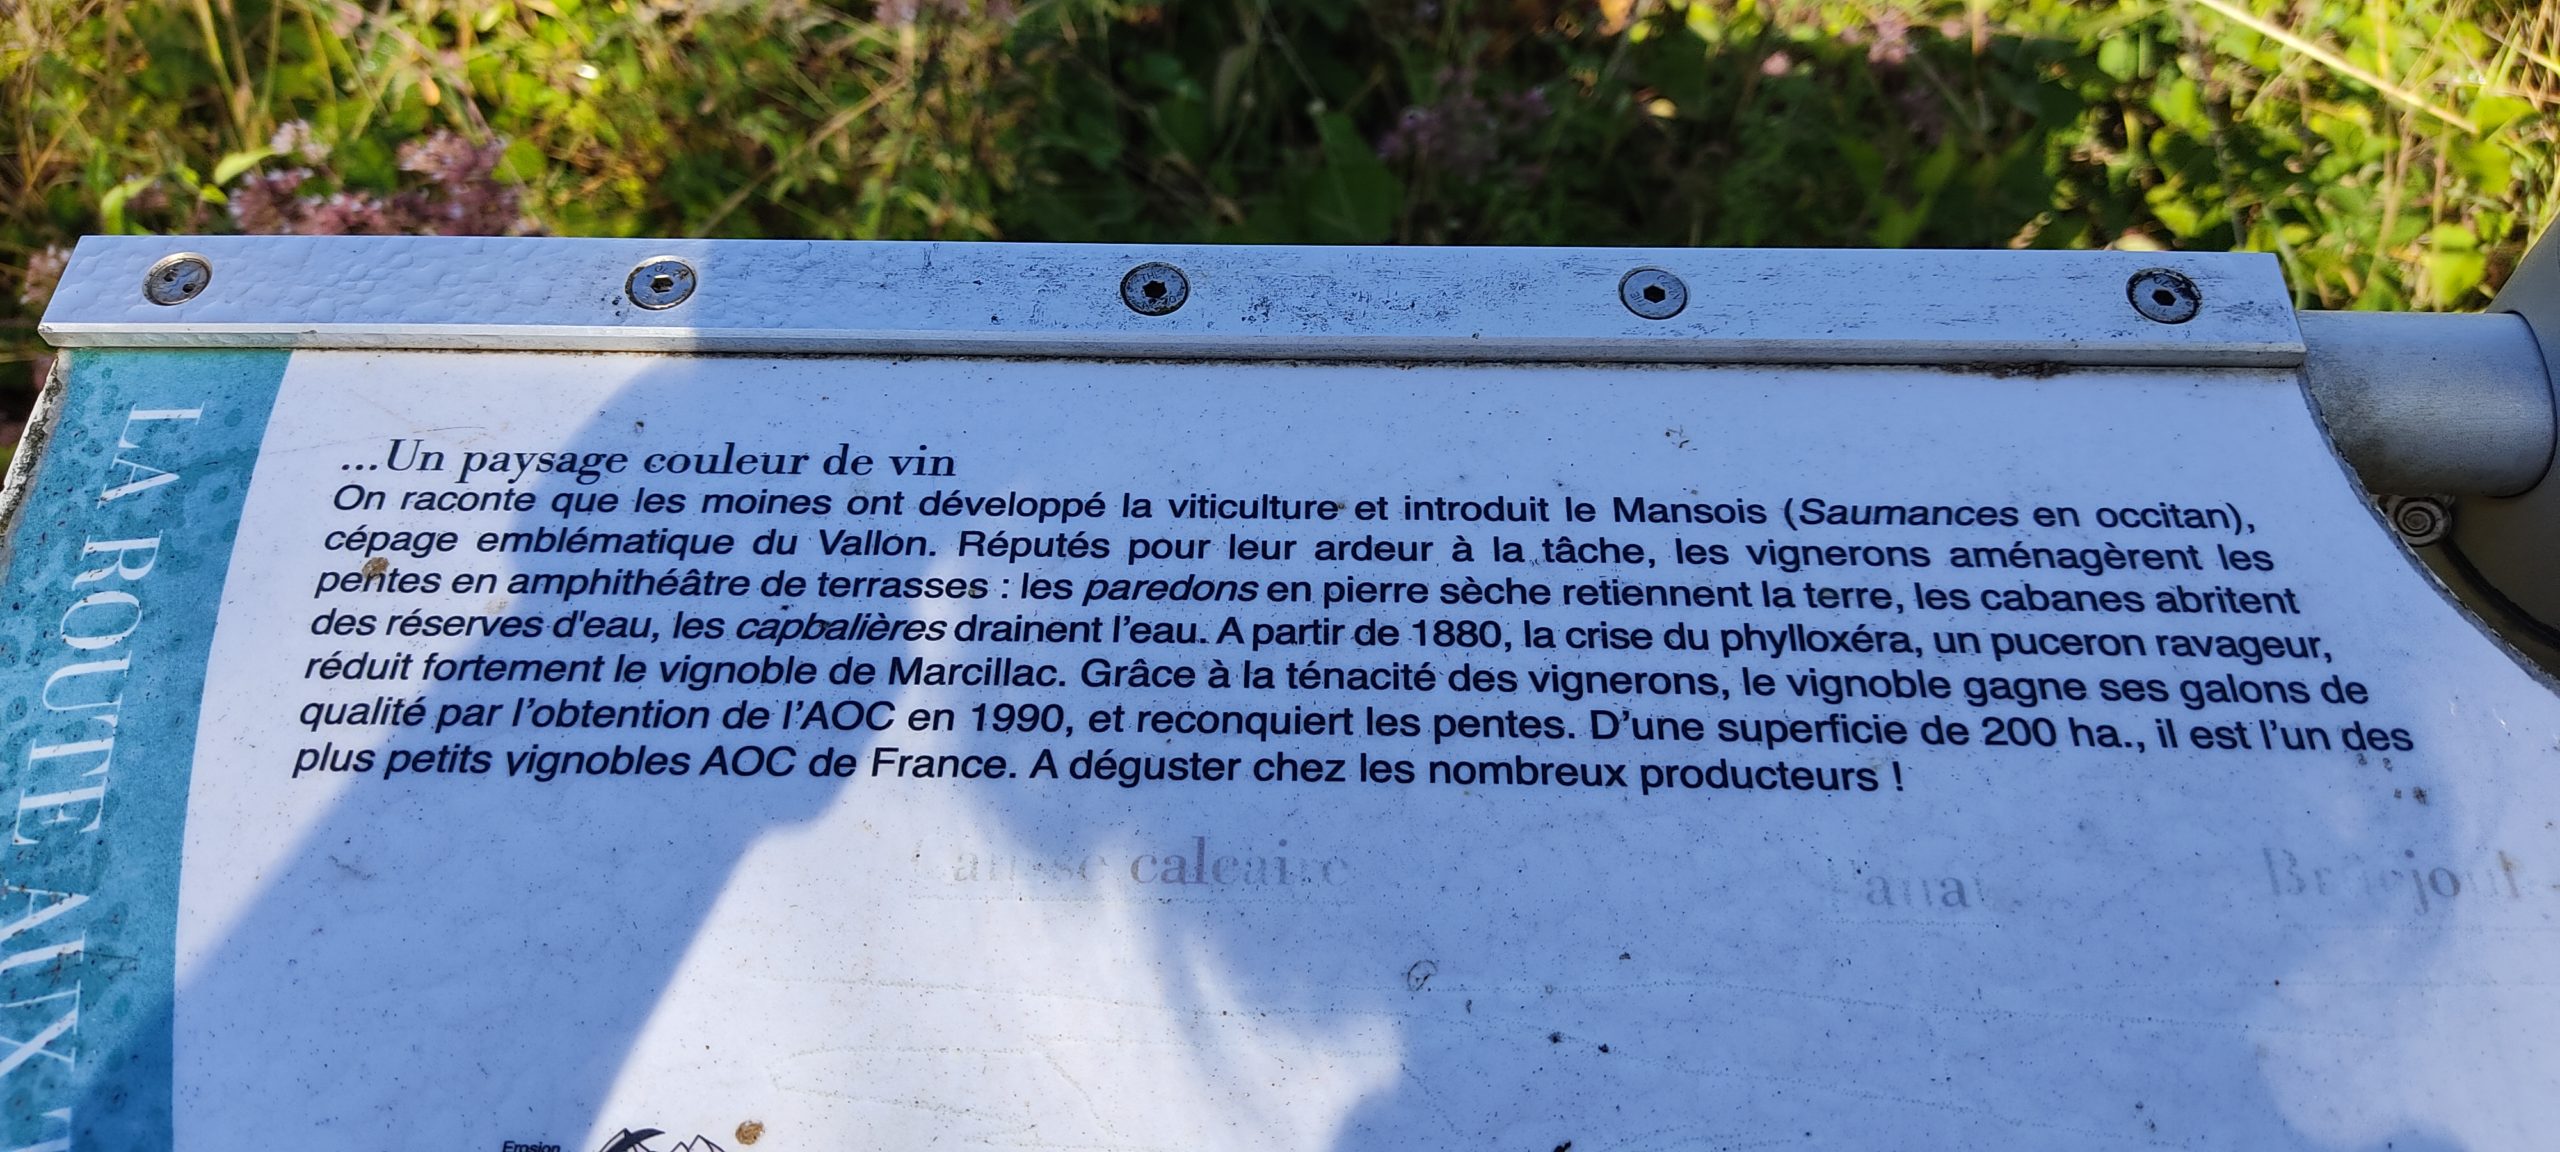 ...Un paysage couleur de vin
On raconte que les moines ont développé la viticulture et introduit le Mansois (Saumances en occitan),
cépage emblématique du Vallon. Réputés pour leur ardeur à la tâche, les vignerons aménagèrent les
pentes en amphithéâtre de terrasses : les paredons en pierre sèche retiennent la terre, les cabanes abritent
des réserves d'eau, les capbalières drainent l'eau. A partir de 1880, la crise du phylloxéra, un puceron ravageur,
réduit fortement le vignoble de Marcillac. Grâce à la ténacité des vignerons, le vignoble gagne ses galons de
qualité par l'obtention de l'AOC en 1990, et reconquiert les pentes. D'une superficie de 200 ha., il est l'un des
plus petits vignobles AOC de France. A déguster chez les nombreux producteurs !
Causse calcaire
Erosion
LA ROUTE AUX